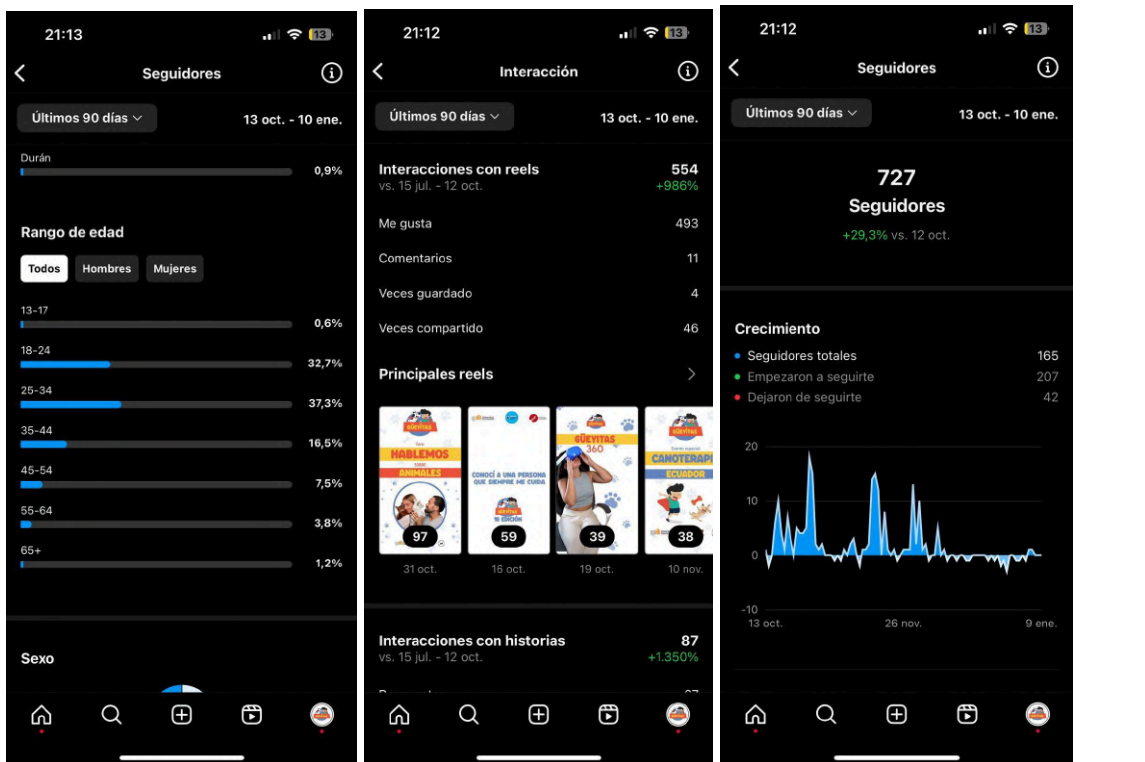 21:13
13
Seguidores
Últimos 90 días
13 oct. - 10 ene.
Durán
0,9%
Rango de edad
Todos Hombres Mujeres
13-17
0,6%
18-24
32,7%
25-34
37,3%
35-44
16,5%
45-54
7,5%
55-64
3,8%
65+
1,2%
Sexo
21:12
13
Interacción
Últimos 90 días
13 oct. - 10 ene.
Interacciones con reels 554
vs. 15 jul. - 12 oct. +986%
Me gusta 493
Comentarios 11
Veces guardado 4
Veces compartido 46
Principales reels
GÜEYITAS
HABLEMOS
SOBRE
ANIMALES
97
CONOCÍ A UNA PERSONA
QUE SIEMPRE ME CUIDA
GÜEYITAS
59
GÜEYITAS
360
39
GÜEYITAS
CANOTERAPI
ECUADOR
38
31 oct. 16 oct. 19 oct. 10 nov.
Interacciones con historias 87
vs. 15 jul. - 12 oct. +1.350%
21:12
13
Seguidores
Últimos 90 días
13 oct. - 10 ene.
727
Seguidores
+29,3% vs. 12 oct.
Crecimiento
Seguidores totales 165
Empezaron a seguirte 207
Dejaron de seguirte 42
20
10
0
-10
13 oct. 26 nov. 9 ene.